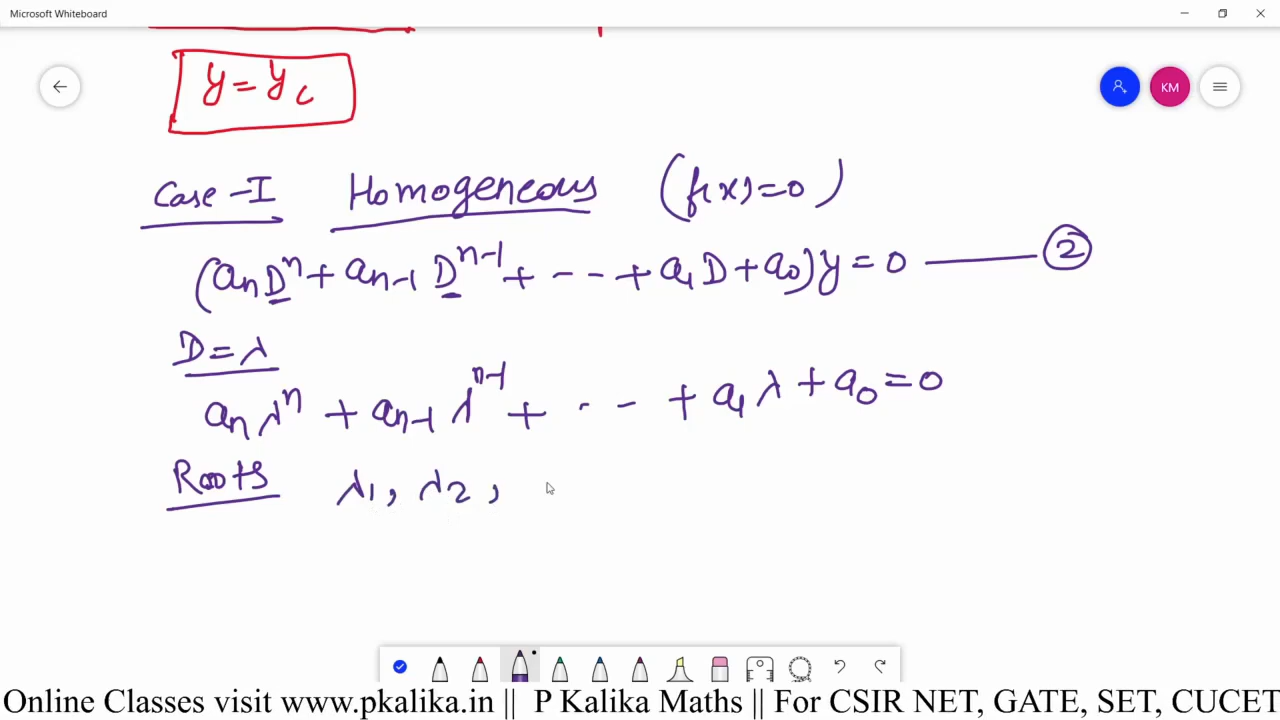 Microsoft Whiteboard
y = y_c
KM
Case - I Homogeneous (f(x) = 0)
(a_n D^n + a_{n-1} D^{n-1} + - - - + a_1 D + a_0) y = 0 ——— ②
D = λ
a_n λ^n + a_{n-1} λ^{n-1} + - - + a_1 λ + a_0 = 0
Roots λ_1, λ_2,
Online Classes visit www.pkalika.in || P Kalika Maths || For CSIR NET, GATE, SET, CUCET